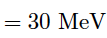 = 30 MeV